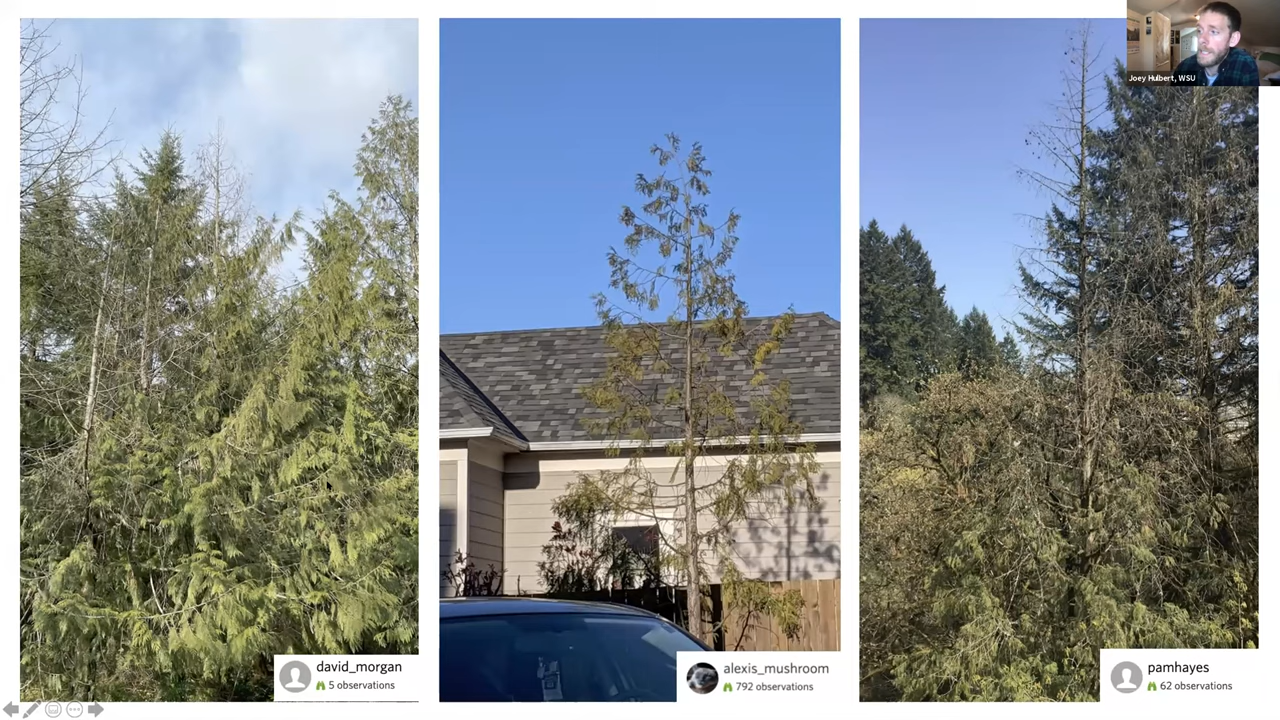 Joey Hulbert, WSU
david_morgan
5 observations
alexis_mushroom
792 observations
pamhayes
62 observations